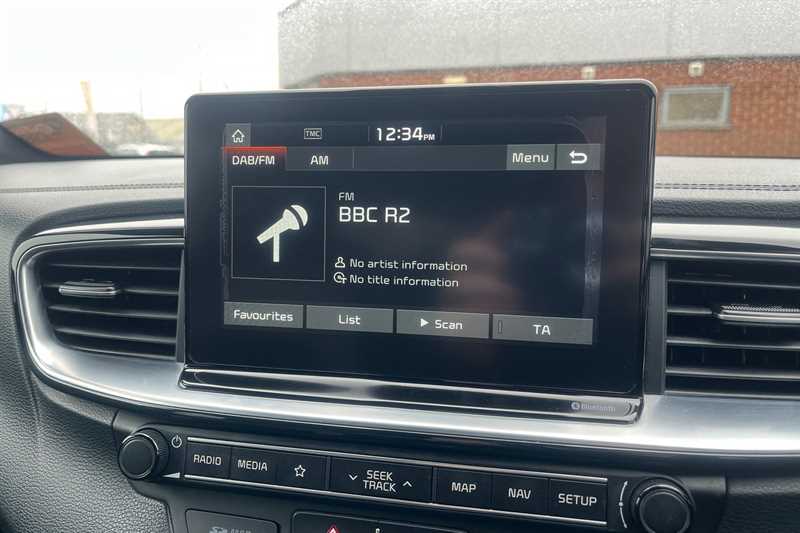 TMC
12:34PM
DAB/FM AM Menu
FM
BBC R2
No artist information
No title information
Favourites List Scan TA
Bluetooth
RADIO MEDIA SEEK TRACK MAP NAV SETUP